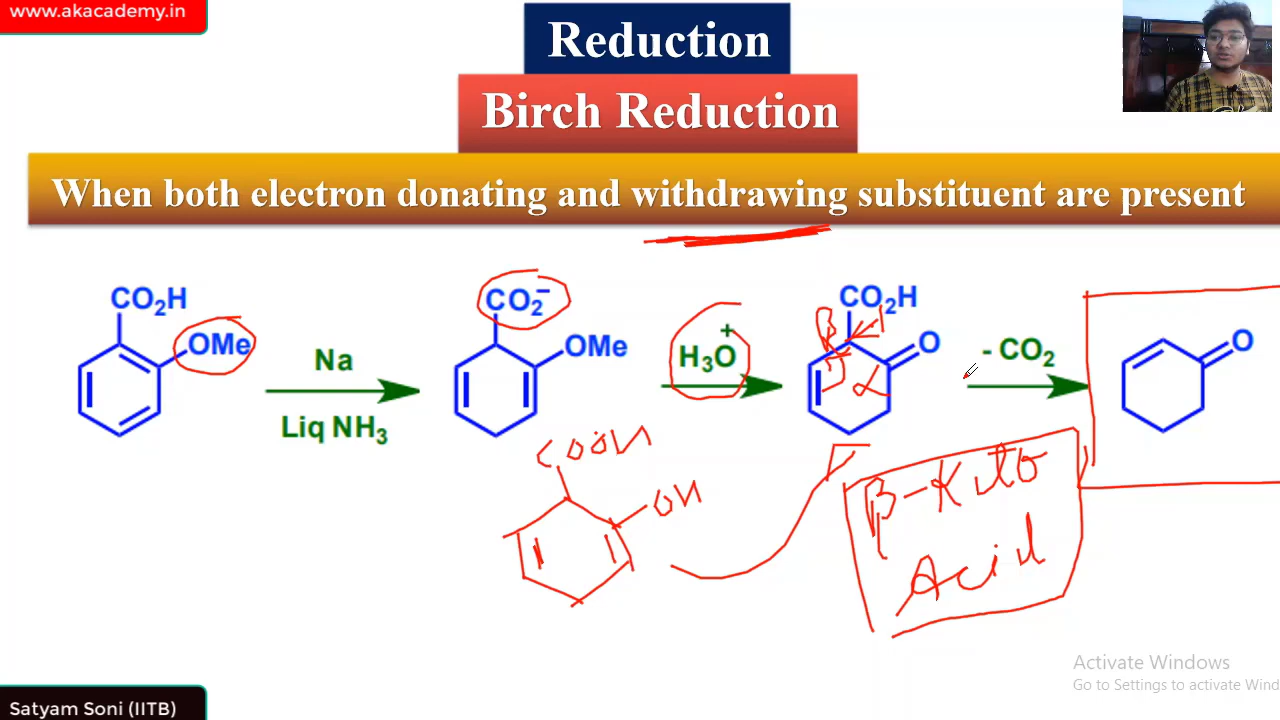 www.akacademy.in
Reduction
Birch Reduction
When both electron donating and withdrawing substituent are present
CO2H
OMe
Na
Liq NH3
CO2−
OMe
H3O+
CO2H
O
β
α
- CO2
O
COOH
OH
β-Keto
Acid
Activate Windows
Go to Settings to activate Wind
Satyam Soni (IITB)